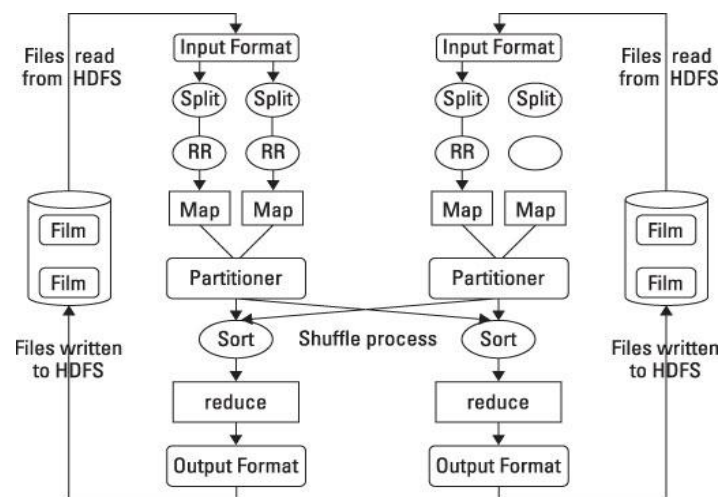 Files read
from HDFS
Input Format
Input Format
Files read
from HDFS
Split
Split
Split
Split
RR
RR
RR
Map
Map
Map
Map
Film
Film
Film
Film
Partitioner
Partitioner
Files written
to HDFS
Sort
Shuffle process
Sort
Files written
to HDFS
reduce
reduce
Output Format
Output Format